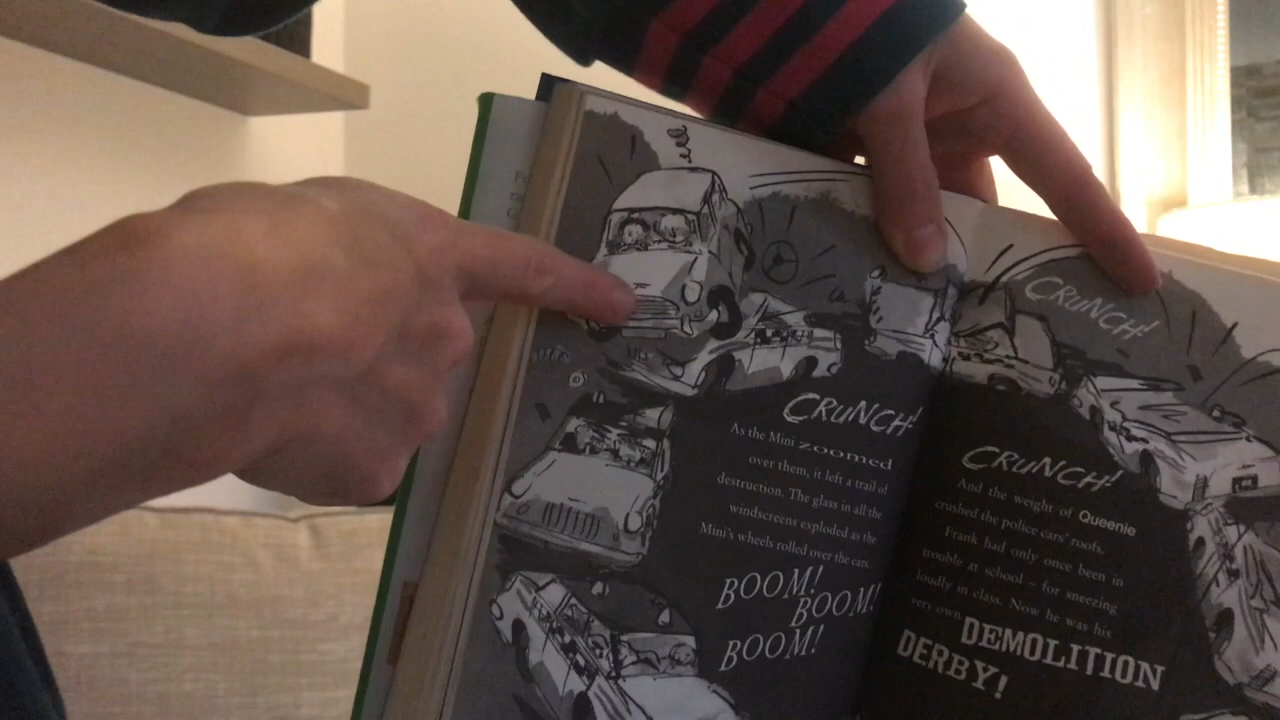 CRUNCH!
As the Mini zoomed
over them, it left a trail of
destruction. The glass in all the
windscreens exploded as the
Mini's wheels rolled over the cars.
BOOM!
BOOM!
BOOM!
CRUNCH!
CRUNCH!
And the weight of Queenie
crushed the police cars' roofs.
Frank had only once been in
trouble at school – for sneezing
loudly in class. Now he was his
very own DEMOLITION
DERBY!